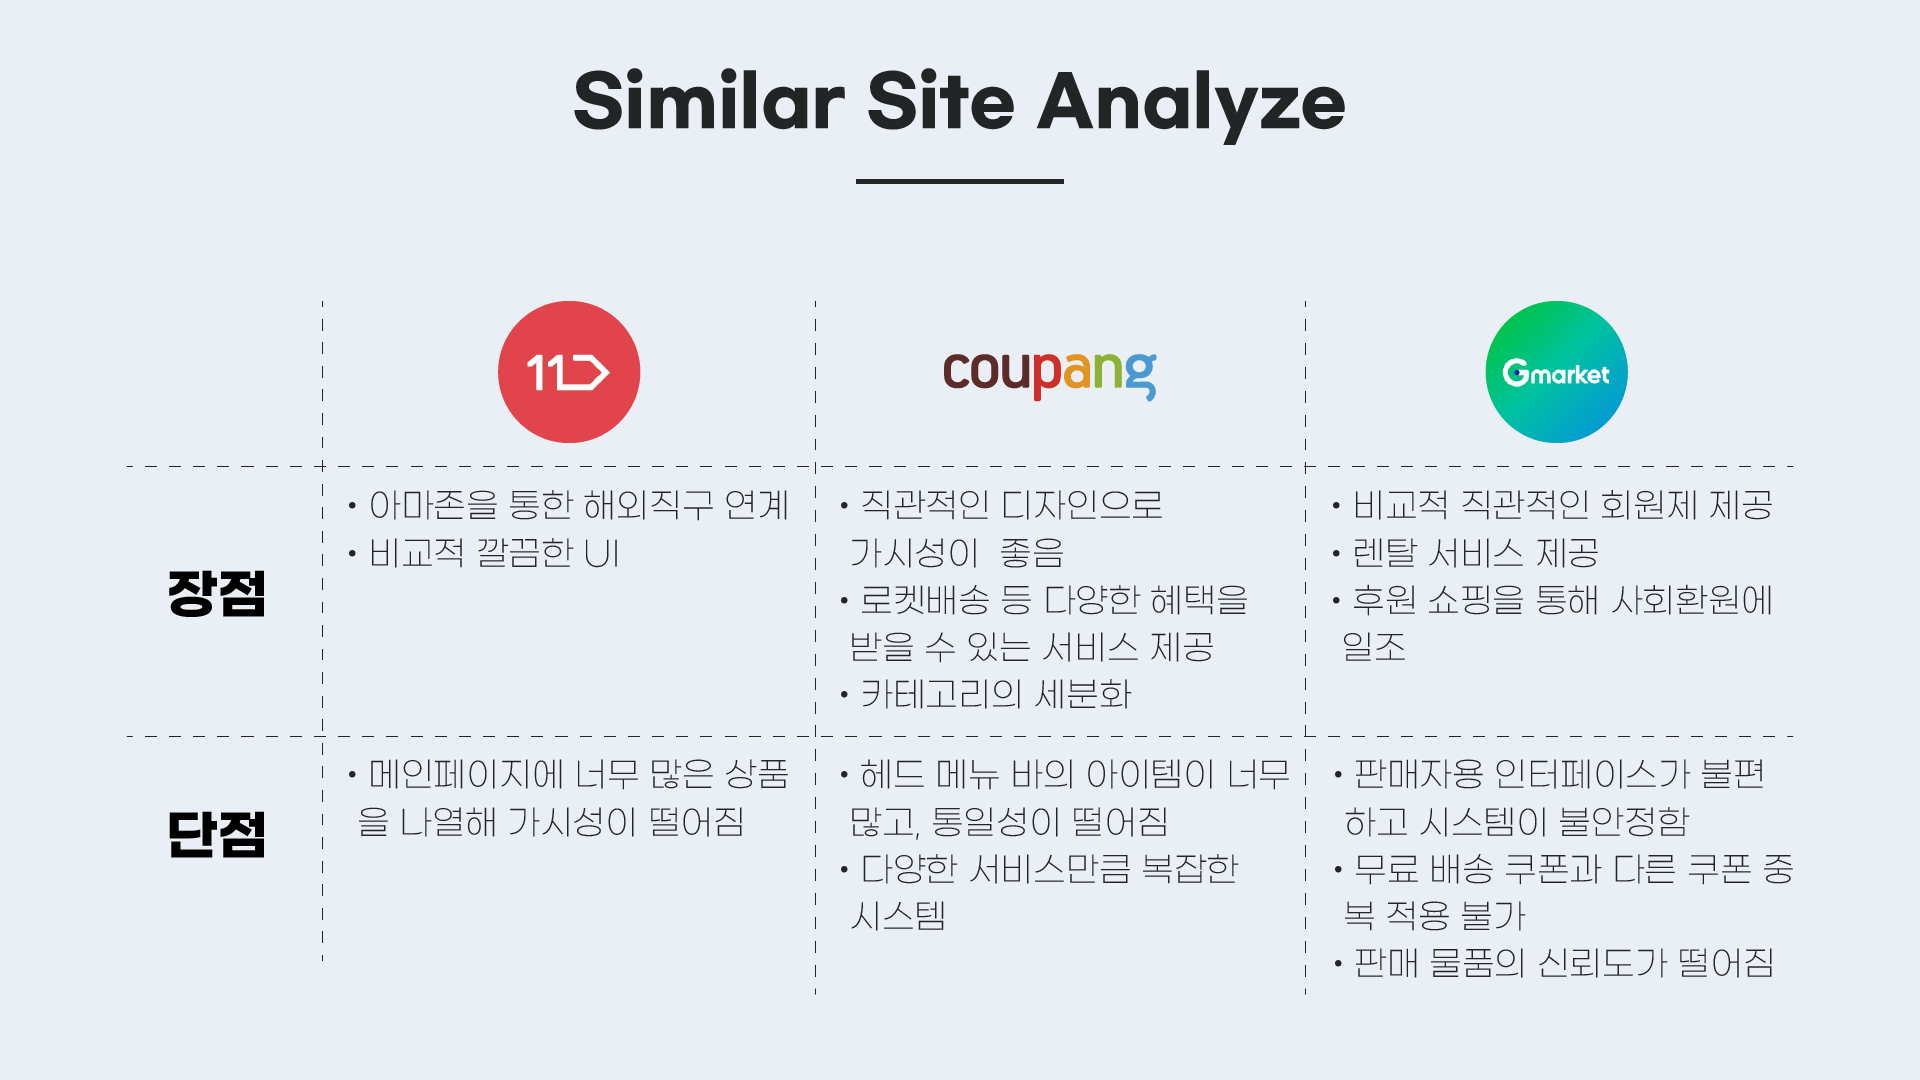 Similar Site Analyze
11
coupang
Gmarket
장점
• 아마존을 통한 해외직구 연계
• 비교적 깔끔한 UI
• 직관적인 디자인으로
가시성이 좋음
• 로켓배송 등 다양한 혜택을
받을 수 있는 서비스 제공
• 카테고리의 세분화
• 비교적 직관적인 회원제 제공
• 렌탈 서비스 제공
• 후원 쇼핑을 통해 사회환원에
일조
단점
• 메인페이지에 너무 많은 상품
을 나열해 가시성이 떨어짐
• 헤드 메뉴 바의 아이템이 너무
많고, 통일성이 떨어짐
• 다양한 서비스만큼 복잡한
시스템
• 판매자용 인터페이스가 불편
하고 시스템이 불안정함
• 무료 배송 쿠폰과 다른 쿠폰 중
복 적용 불가
• 판매 물품의 신뢰도가 떨어짐